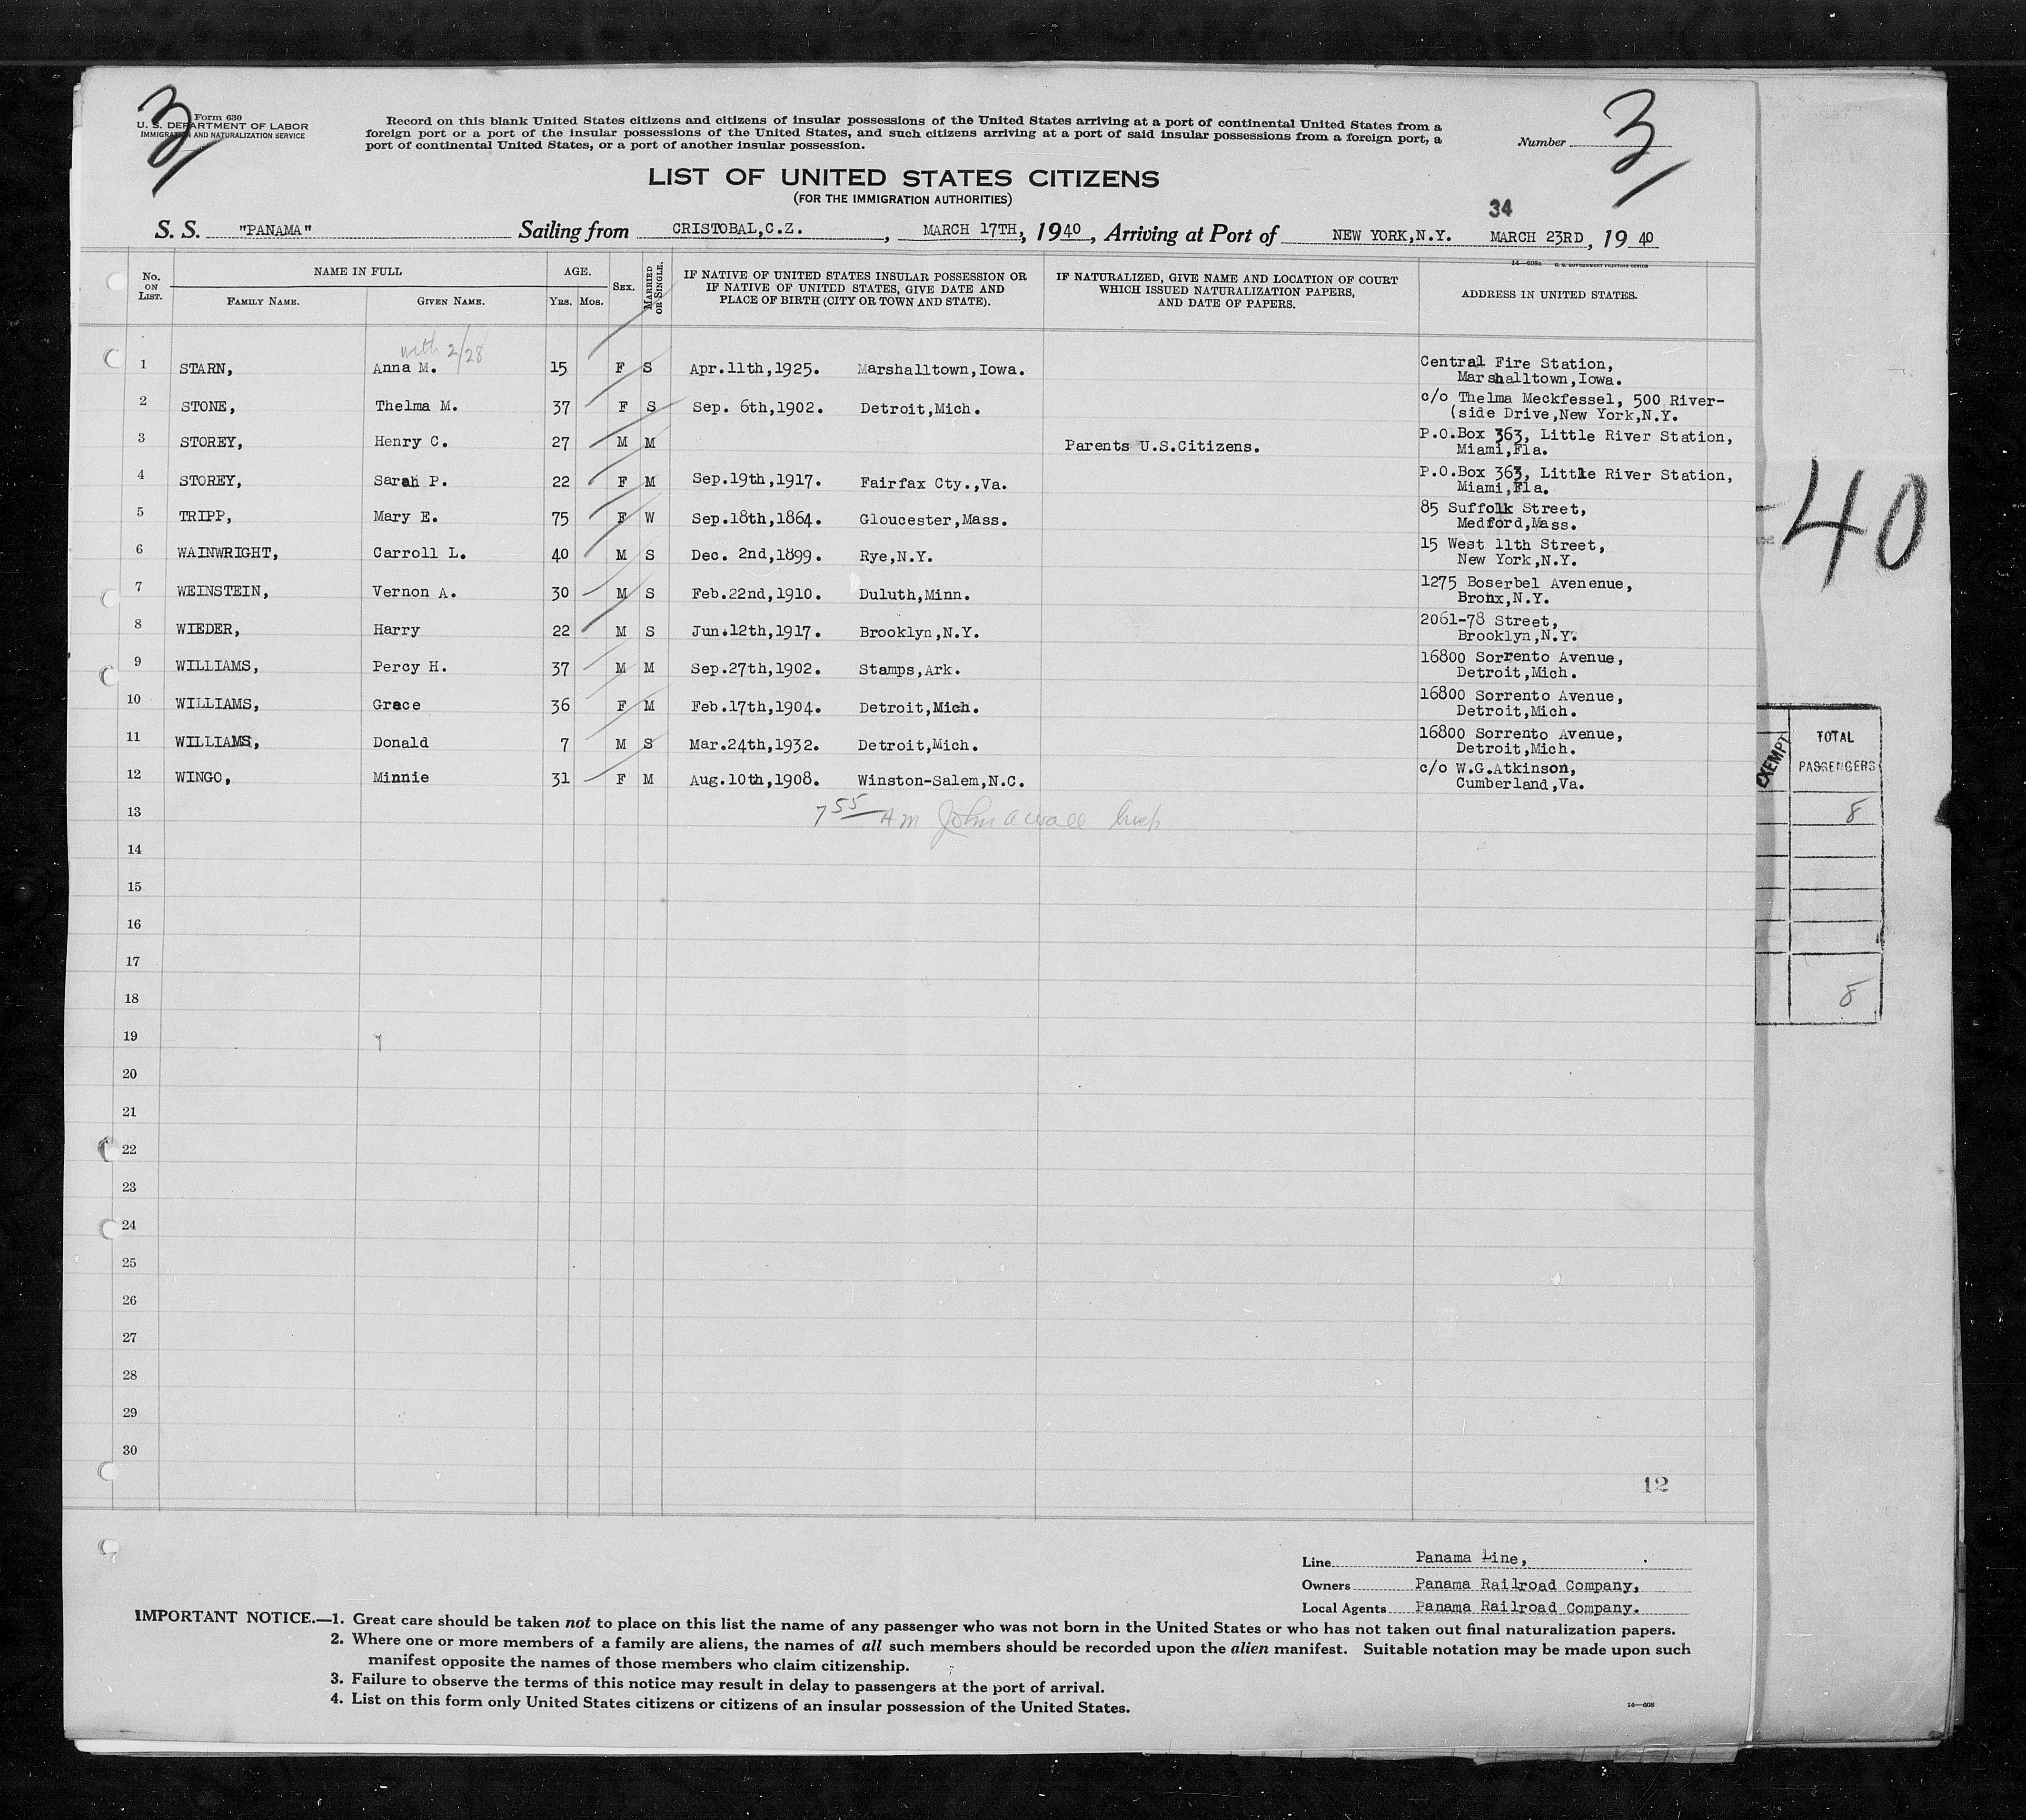 3
Form 630
U. S. DEPARTMENT OF LABOR
IMMIGRATION AND NATURALIZATION SERVICE
Record on this blank United States citizens and citizens of insular possessions of the United States arriving at a port of continental United States from a
foreign port or a port of the insular possessions of the United States, and such citizens arriving at a port of said insular possessions from a foreign port, a
port of continental United States, or a port of another insular possession.
Number 3
LIST OF UNITED STATES CITIZENS
(FOR THE IMMIGRATION AUTHORITIES)
34
S. S. "PANAMA" Sailing from CRISTOBAL,C.Z. , MARCH 17TH, 1940, Arriving at Port of NEW YORK,N.Y. MARCH 23RD, 1940
No. ON LIST. NAME IN FULL FAMILY NAME. GIVEN NAME. AGE. YRS. MOS. SEX. MARRIED OR SINGLE. IF NATIVE OF UNITED STATES INSULAR POSSESSION OR IF NATIVE OF UNITED STATES, GIVE DATE AND PLACE OF BIRTH (CITY OR TOWN AND STATE). IF NATURALIZED, GIVE NAME AND LOCATION OF COURT WHICH ISSUED NATURALIZATION PAPERS, AND DATE OF PAPERS. ADDRESS IN UNITED STATES.
with 2/28
1 STARN, Anna M. 15 F S Apr.11th,1925. Marshalltown,Iowa. Central Fire Station,
Marshalltown,Iowa.
2 STONE, Thelma M. 37 F S Sep. 6th,1902. Detroit,Mich. c/o Thelma Meckfessel, 500 River-
(side Drive,New York,N.Y.
3 STOREY, Henry C. 27 M M Parents U.S.Citizens. P.O.Box 363, Little River Station,
Miami,Fla.
4 STOREY, Sarah P. 22 F M Sep.19th,1917. Fairfax Cty.,Va. P.O.Box 363, Little River Station,
Miami,Fla.
5 TRIPP, Mary E. 75 F W Sep.18th,1864. Gloucester,Mass. 85 Suffolk Street,
Medford,Mass.
6 WAINWRIGHT, Carroll L. 40 M S Dec. 2nd,1899. Rye,N.Y. 15 West 11th Street,
New York,N.Y.
7 WEINSTEIN, Vernon A. 30 M S Feb.22nd,1910. Duluth,Minn. 1275 Boserbel Avenenue,
Bronx,N.Y.
8 WIEDER, Harry 22 M S Jun.12th,1917. Brooklyn,N.Y. 2061-78 Street,
Brooklyn,N.Y.
9 WILLIAMS, Percy H. 37 M M Sep.27th,1902. Stamps,Ark. 16800 Sorrento Avenue,
Detroit,Mich.
10 WILLIAMS, Grace 36 F M Feb.17th,1904. Detroit,Mich. 16800 Sorrento Avenue,
Detroit,Mich.
11 WILLIAMS, Donald 7 M S Mar.24th,1932. Detroit,Mich. 16800 Sorrento Avenue,
Detroit,Mich.
12 WINGO, Minnie 31 F M Aug.10th,1908. Winston-Salem,N.C. c/o W.G.Atkinson,
Cumberland,Va.
13 7 55 AM John
14
15
16
17
18
19
20
21
22
23
24
25
26
27
28
29
30
12
-40
EXEMPT
TOTAL
PASSENGERS
8
8
Line Panama Line,
Owners Panama Railroad Company,
Local Agents Panama Railroad Company.
IMPORTANT NOTICE.—1. Great care should be taken not to place on this list the name of any passenger who was not born in the United States or who has not taken out final naturalization papers.
2. Where one or more members of a family are aliens, the names of all such members should be recorded upon the alien manifest. Suitable notation may be made upon such
manifest opposite the names of those members who claim citizenship.
3. Failure to observe the terms of this notice may result in delay to passengers at the port of arrival.
4. List on this form only United States citizens or citizens of an insular possession of the United States.
14—608